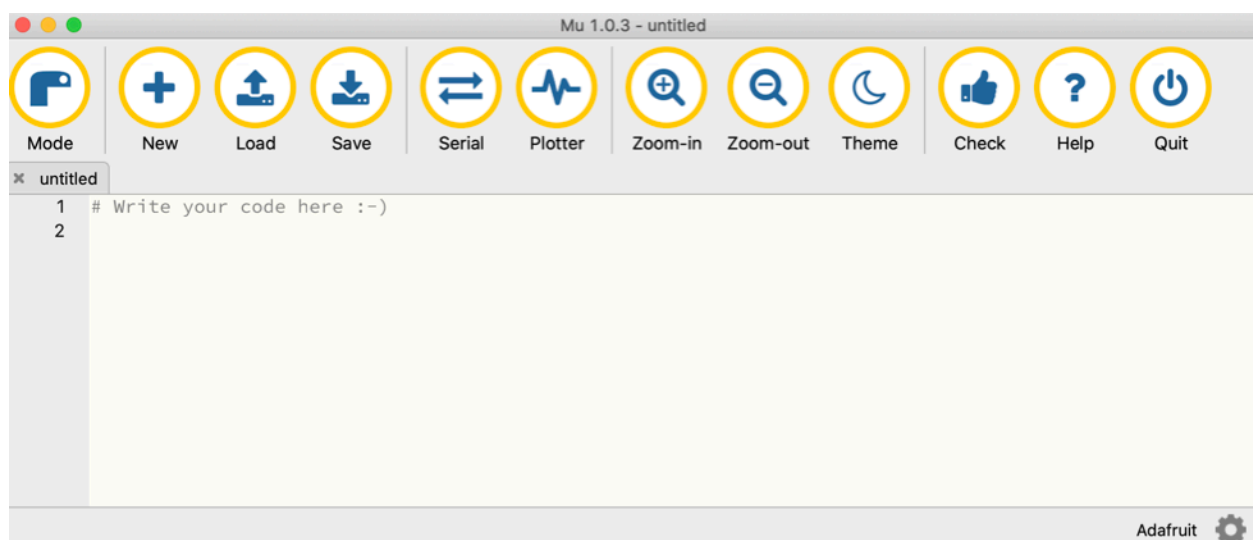 Mu 1.0.3 - untitled
Mode New Load Save Serial Plotter Zoom-in Zoom-out Theme Check Help Quit
untitled
1 # Write your code here :-)
2
Adafruit